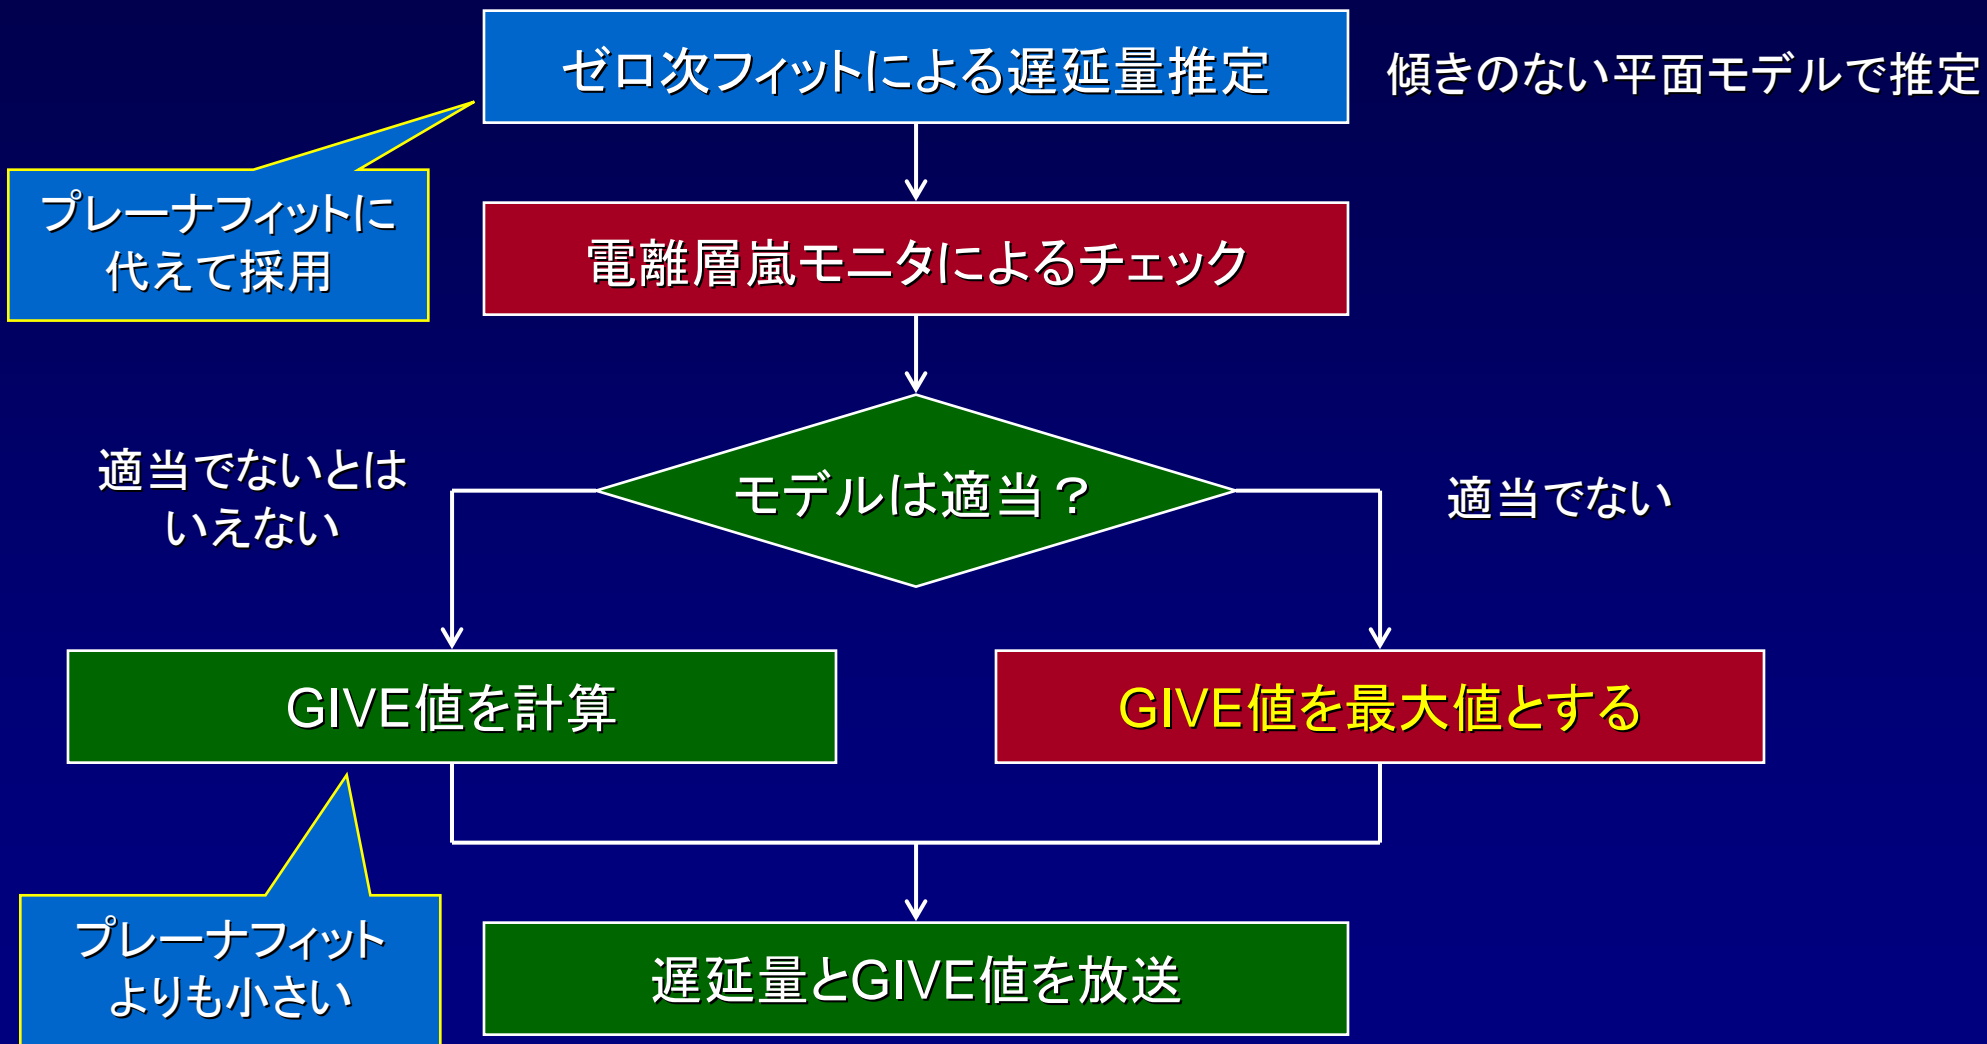 ゼロ次フィットによる遅延量推定
傾きのない平面モデルで推定
プレーナフィットに
代えて採用
電離層嵐モニタによるチェック
モデルは適当？
適当でないとは
いえない
適当でない
GIVE値を計算
GIVE値を最大値とする
プレーナフィット
よりも小さい
遅延量とGIVE値を放送